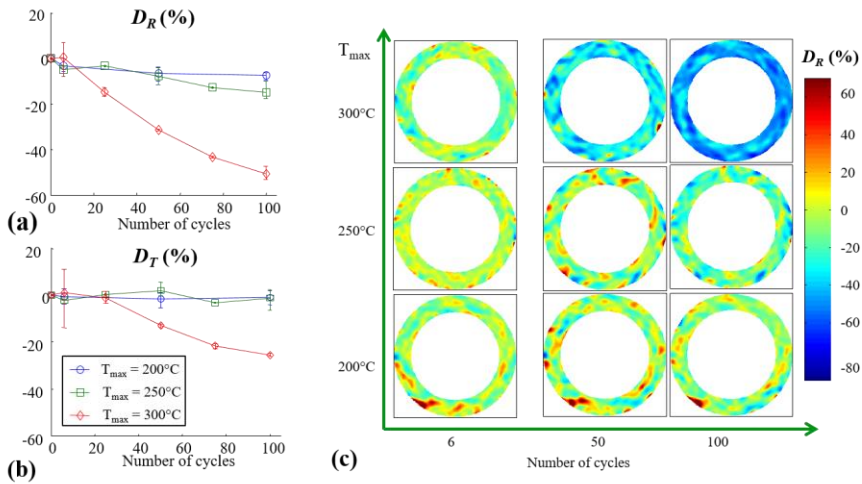 D_R (%)
20
0
-20
-40
-60
0
20
40
60
80
100
Number of cycles
(a)
D_T (%)
20
0
-20
-40
-60
T_max = 200°C
T_max = 250°C
T_max = 300°C
0
20
40
60
80
100
Number of cycles
(b)
T_max
300°C
250°C
200°C
6
50
100
Number of cycles
(c)
D_R (%)
60
40
20
0
-20
-40
-60
-80